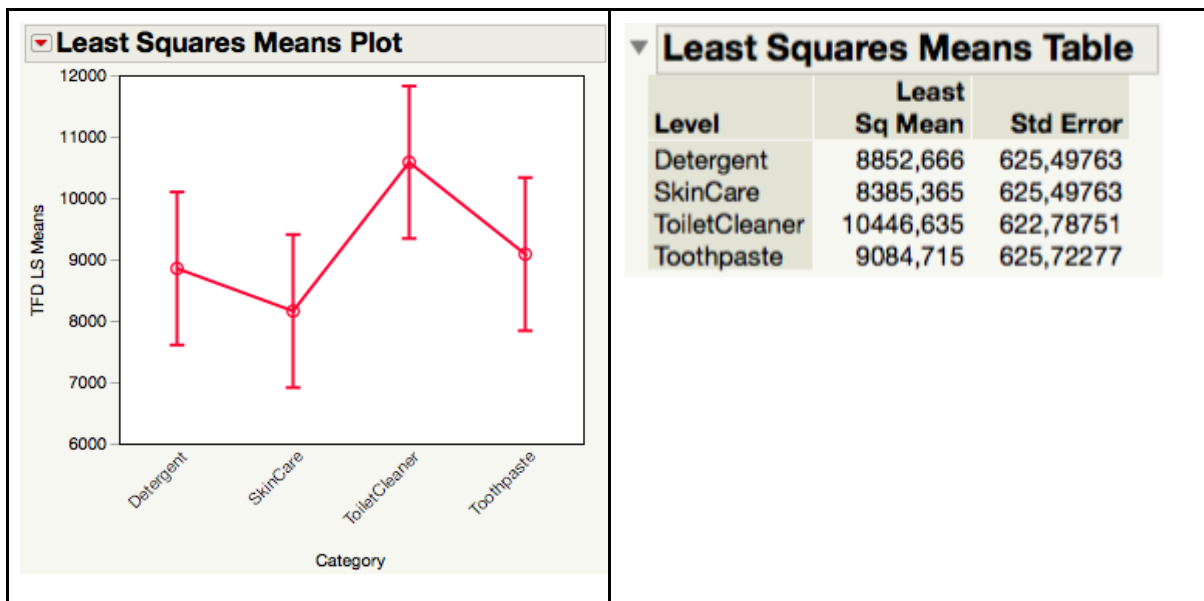 Least Squares Means Plot
12000
11000
10000
9000
8000
7000
6000
TFD LS Means
Detergent
SkinCare
ToiletCleaner
Toothpaste
Category
Least Squares Means Table
Least
Level Sq Mean Std Error
Detergent 8852,666 625,49763
SkinCare 8385,365 625,49763
ToiletCleaner 10446,635 622,78751
Toothpaste 9084,715 625,72277